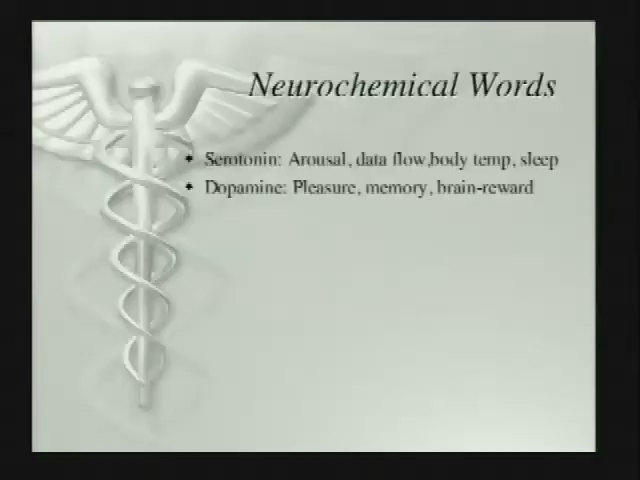 Neurochemical Words
• Serotonin: Arousal, data flow,body temp, sleep
• Dopamine: Pleasure, memory, brain-reward